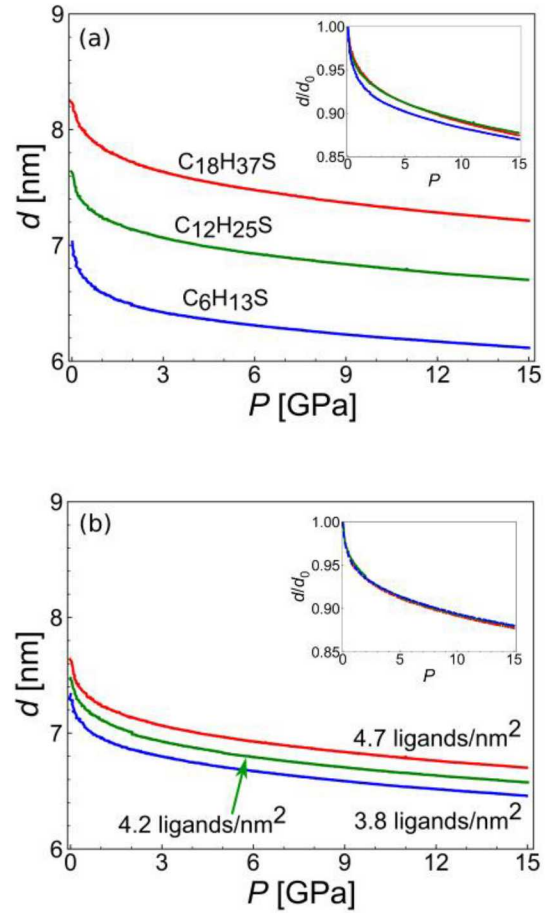 (a)
9
8
7
6
d [nm]
0
3
6
9
12
15
P [GPa]
C18H37S
C12H25S
C6H13S
1.00
0.95
0.90
0.85
d/d0
0
5
10
15
P
(b)
9
8
7
6
d [nm]
0
3
6
9
12
15
P [GPa]
4.7 ligands/nm2
4.2 ligands/nm2
3.8 ligands/nm2
1.00
0.95
0.90
0.85
d/d0
0
5
10
15
P